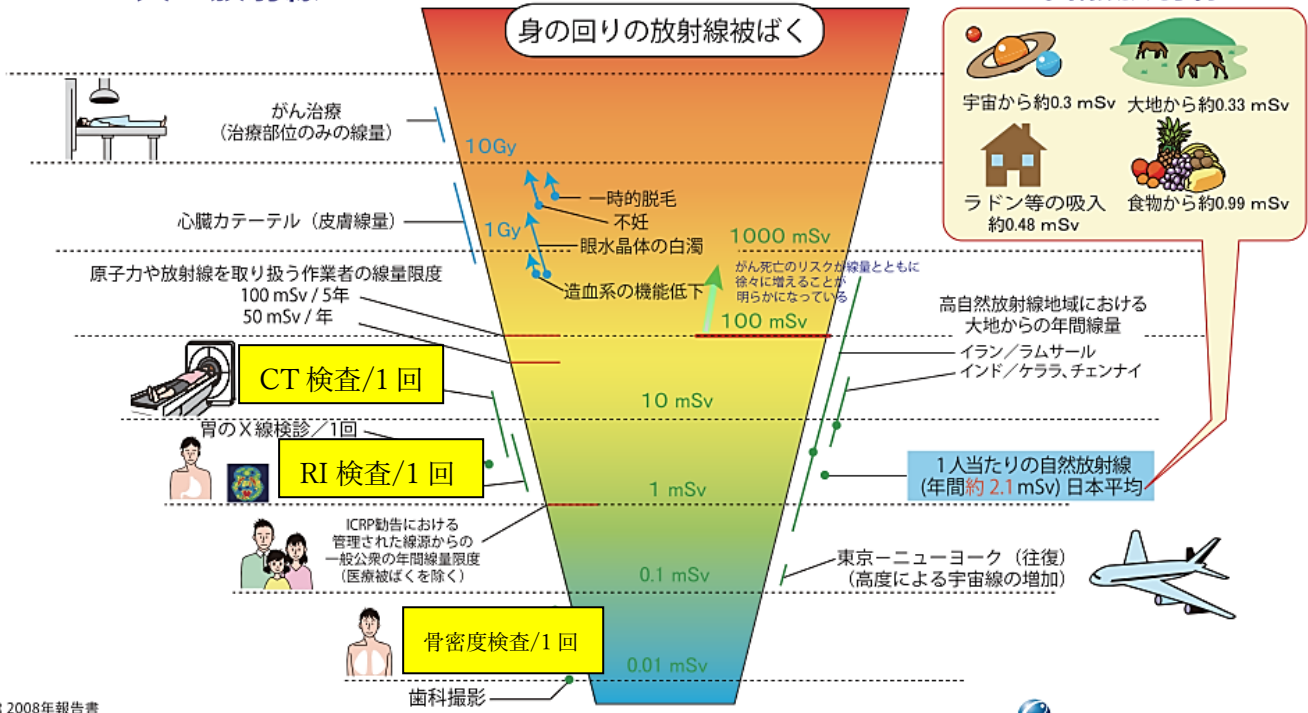 身の回りの放射線被ばく
がん治療
（治療部位のみの線量）
10Gy
心臓カテーテル（皮膚線量）
1Gy
一時的脱毛
不妊
眼水晶体の白濁
造血系の機能低下
1000 mSv
がん死亡のリスクが線量とともに
徐々に増えることが
明らかになっている
100 mSv
原子力や放射線を取り扱う作業者の線量限度
100 mSv / 5年
50 mSv / 年
CT 検査/1 回
10 mSv
胃のX線検診／1回
RI 検査/1 回
1 mSv
ICRP勧告における
管理された線源からの
一般公衆の年間線量限度
（医療被ばくを除く）
0.1 mSv
骨密度検査/1 回
0.01 mSv
歯科撮影
2008年報告書
宇宙から約0.3 mSv
大地から約0.33 mSv
ラドン等の吸入
約0.48 mSv
食物から約0.99 mSv
高自然放射線地域における
大地からの年間線量
イラン／ラムサール
インド／ケララ、チェンナイ
1人当たりの自然放射線
(年間約 2.1 mSv) 日本平均
東京ーニューヨーク（往復）
（高度による宇宙線の増加）